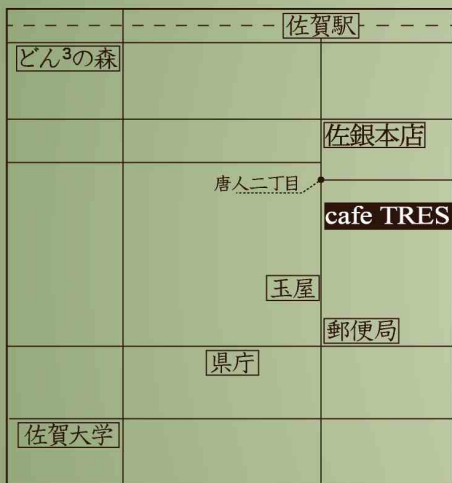 佐賀駅
どん³の森
佐銀本店
唐人二丁目
cafe TRES
玉屋
郵便局
県庁
佐賀大学